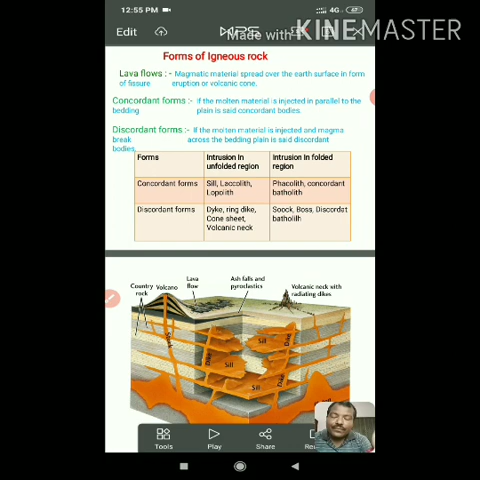 12:55 PM
4G
Edit
WPS
Made with
KINEMASTER
Forms of Igneous rock
Lava flows : - Magmatic material spread over the earth surface in form
of fissure eruption or volcanic cone.
Concordant forms :- If the molten material is injected in parallel to the
bedding plain is said concordant bodies.
Discordant forms :- If the molten material is injected and magma
break across the bedding plain is said discordant
bodies.
Forms Intrusion in unfolded region Intrusion in folded region
Concordant forms Sill, Laccolith, Lopolith Phacolith, concordant batholith
Discordant forms Dyke, ring dike, Cone sheet, Volcanic neck Soock, Boss, Discordat batholilh
Country rock
Volcano
Lava flow
Ash falls and pyroclastics
Volcanic neck with radiating dikes
Dike
Sill
Dike
Sill
Sill
Dike
Tools Play Share